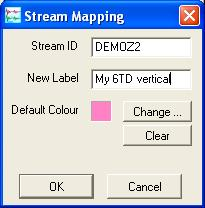 Stream Mapping
Stream ID DEMOZ2
New Label My 6TD vertical
Default Colour Change ...
Clear
OK Cancel